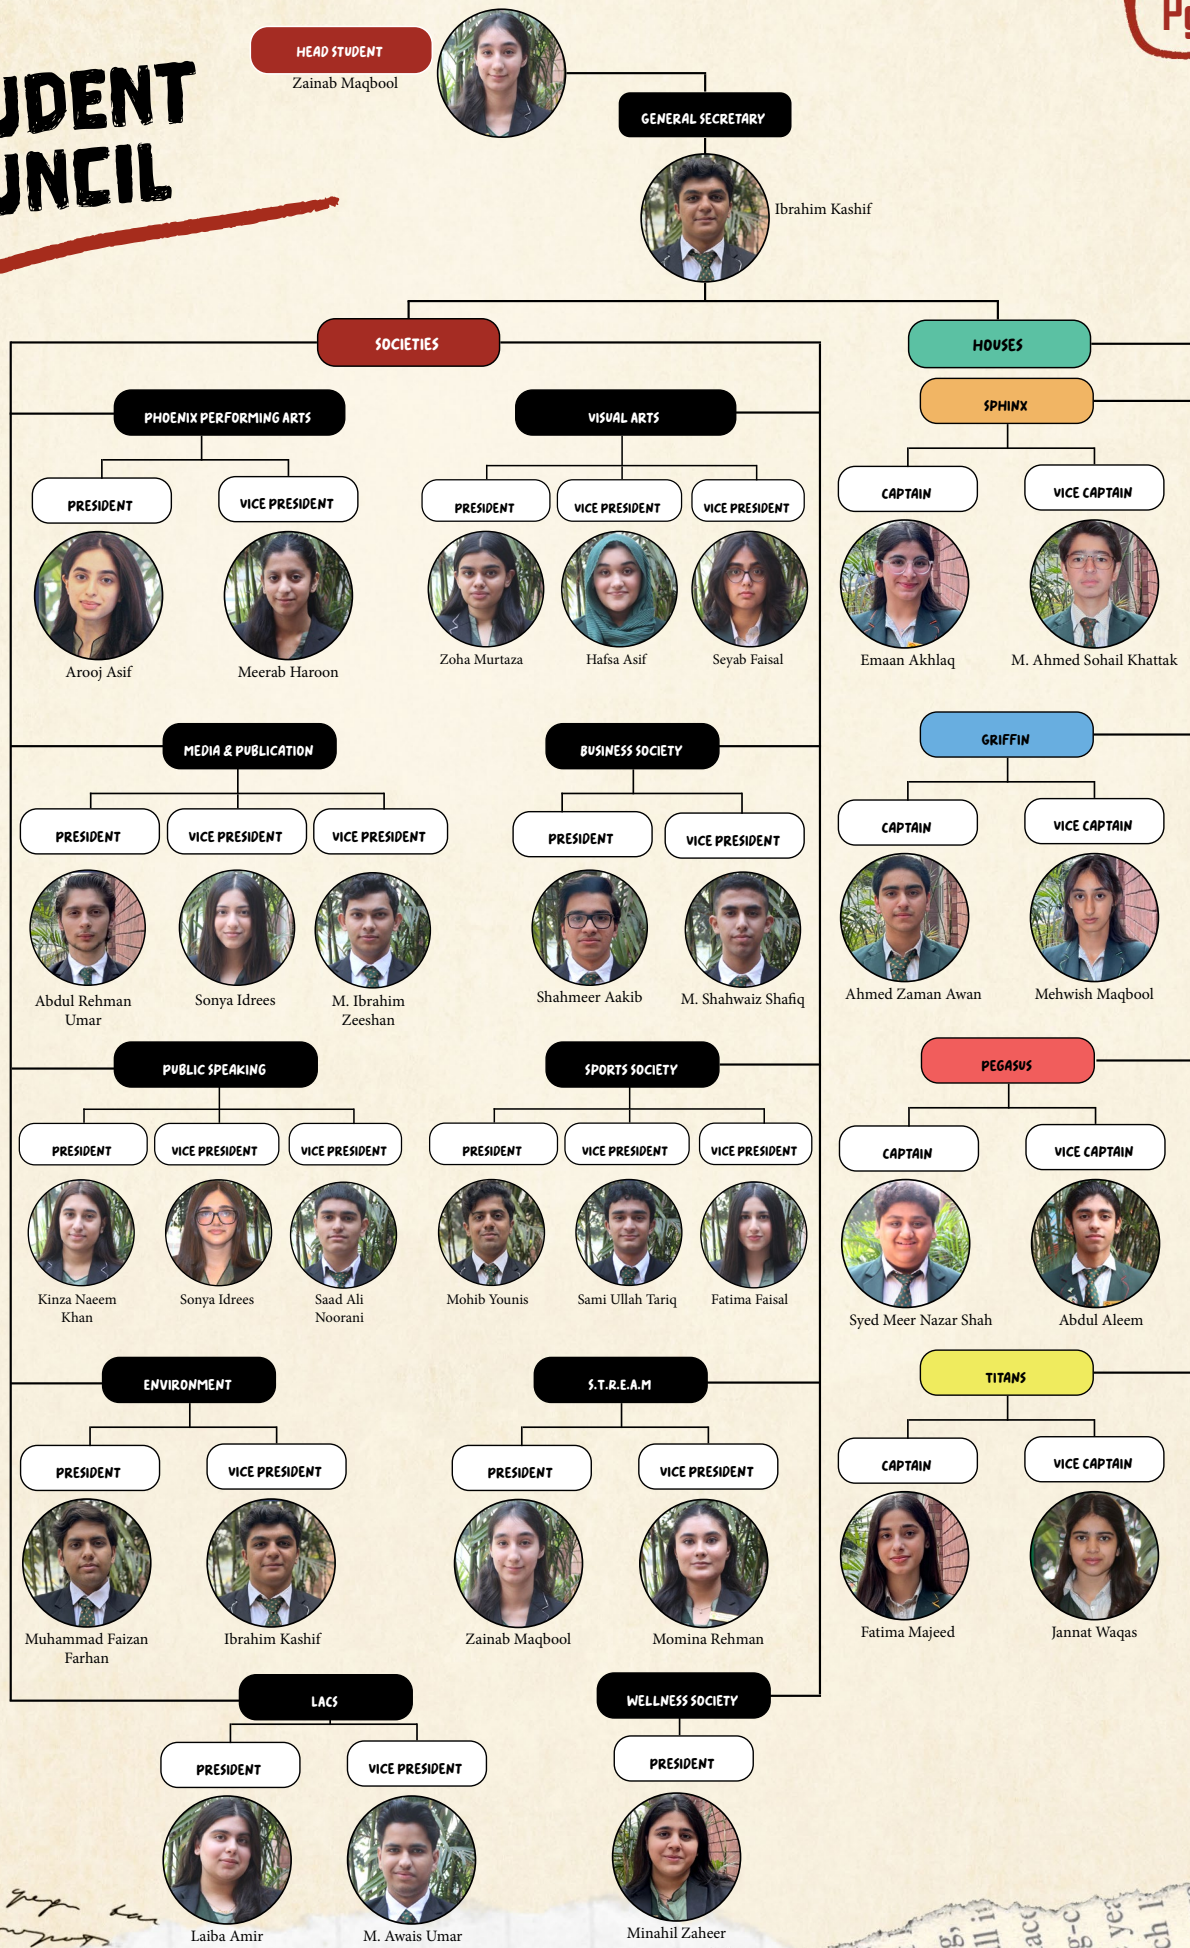 HEAD STUDENT
Zainab Maqbool
UDENT
UNCIL
GENERAL SECRETARY
Ibrahim Kashif
SOCIETIES
HOUSES
PHOENIX PERFORMING ARTS
VISUAL ARTS
SPHINX
PRESIDENT
VICE PRESIDENT
PRESIDENT
VICE PRESIDENT
VICE PRESIDENT
CAPTAIN
VICE CAPTAIN
Arooj Asif
Meerab Haroon
Zoha Murtaza
Hafsa Asif
Seyab Faisal
Emaan Akhlaq
M. Ahmed Sohail Khattak
MEDIA & PUBLICATION
BUSINESS SOCIETY
GRIFFIN
PRESIDENT
VICE PRESIDENT
VICE PRESIDENT
PRESIDENT
VICE PRESIDENT
CAPTAIN
VICE CAPTAIN
Abdul Rehman
Umar
Sonya Idrees
M. Ibrahim
Zeeshan
Shahmeer Aakib
M. Shahwaiz Shafiq
Ahmed Zaman Awan
Mehwish Maqbool
PUBLIC SPEAKING
SPORTS SOCIETY
PEGASUS
PRESIDENT
VICE PRESIDENT
VICE PRESIDENT
PRESIDENT
VICE PRESIDENT
VICE PRESIDENT
CAPTAIN
VICE CAPTAIN
Kinza Naeem
Khan
Sonya Idrees
Saad Ali
Noorani
Mohib Younis
Sami Ullah Tariq
Fatima Faisal
Syed Meer Nazar Shah
Abdul Aleem
ENVIRONMENT
S.T.R.E.A.M
TITANS
PRESIDENT
VICE PRESIDENT
PRESIDENT
VICE PRESIDENT
CAPTAIN
VICE CAPTAIN
Muhammad Faizan
Farhan
Ibrahim Kashif
Zainab Maqbool
Momina Rehman
Fatima Majeed
Jannat Waqas
LACS
WELLNESS SOCIETY
PRESIDENT
VICE PRESIDENT
PRESIDENT
Laiba Amir
M. Awais Umar
Minahil Zaheer